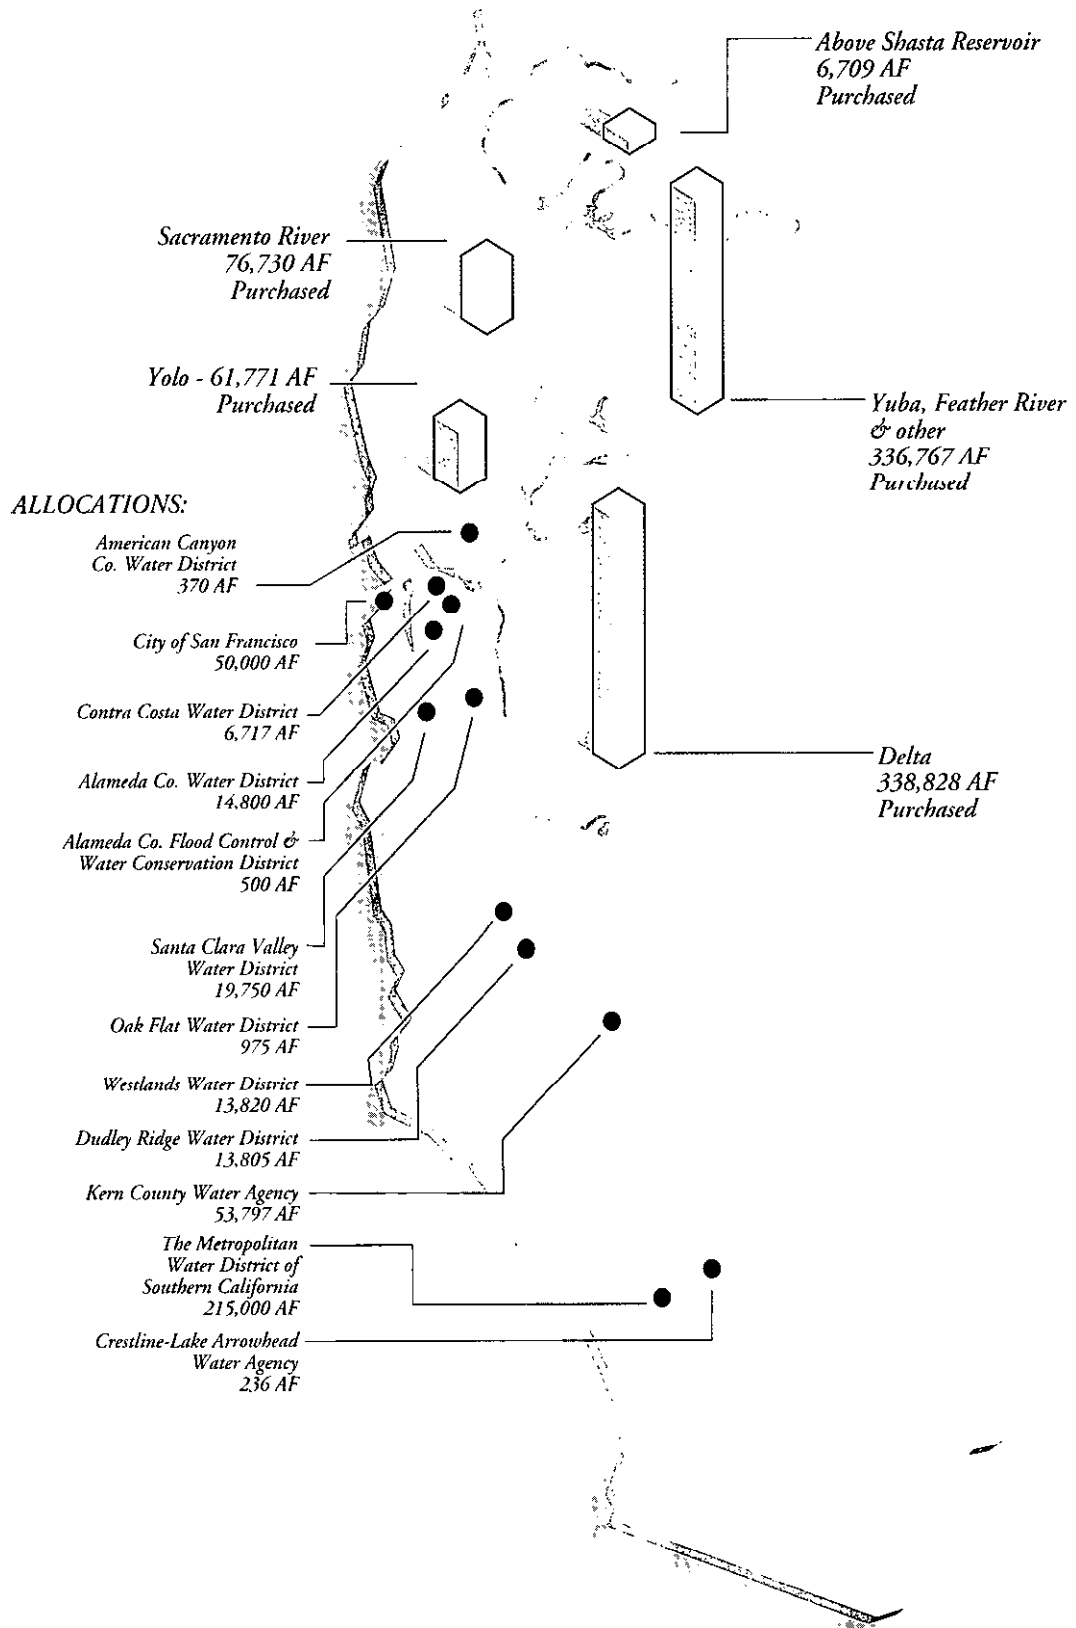 Above Shasta Reservoir
6,709 AF
Purchased
Sacramento River
76,730 AF
Purchased
Yolo - 61,771 AF
Purchased
Yuba, Feather River
& other
336,767 AF
Purchased
ALLOCATIONS:
American Canyon
Co. Water District
370 AF
City of San Francisco
50,000 AF
Contra Costa Water District
6,717 AF
Delta
338,828 AF
Purchased
Alameda Co. Water District
14,800 AF
Alameda Co. Flood Control &
Water Conservation District
500 AF
Santa Clara Valley
Water District
19,750 AF
Oak Flat Water District
975 AF
Westlands Water District
13,820 AF
Dudley Ridge Water District
13,805 AF
Kern County Water Agency
53,797 AF
The Metropolitan
Water District of
Southern California
215,000 AF
Crestline-Lake Arrowhead
Water Agency
236 AF